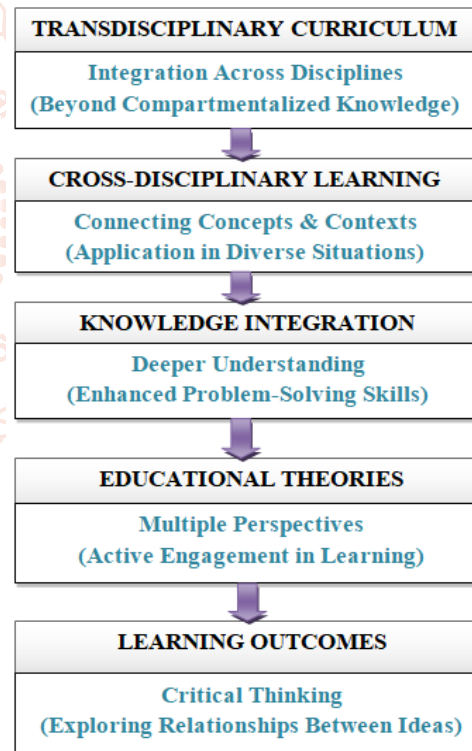 TRANSDISCIPLINARY CURRICULUM
Integration Across Disciplines
(Beyond Compartmentalized Knowledge)
CROSS-DISCIPLINARY LEARNING
Connecting Concepts & Contexts
(Application in Diverse Situations)
KNOWLEDGE INTEGRATION
Deeper Understanding
(Enhanced Problem-Solving Skills)
EDUCATIONAL THEORIES
Multiple Perspectives
(Active Engagement in Learning)
LEARNING OUTCOMES
Critical Thinking
(Exploring Relationships Between Ideas)